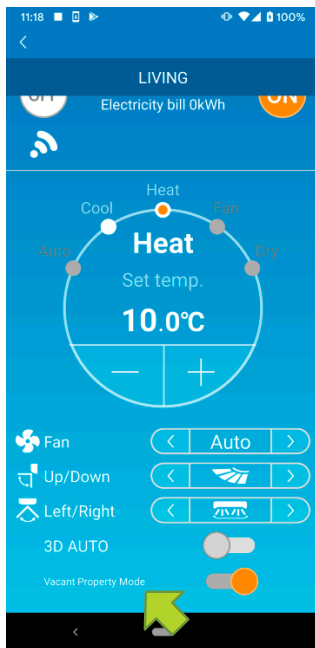 11:18 100%
LIVING
OFF ON
Electricity bill 0kWh
Heat
Cool Fan
Auto Dry
Heat
Set temp.
10.0℃
Fan Auto
Up/Down
Left/Right
3D AUTO
Vacant Property Mode